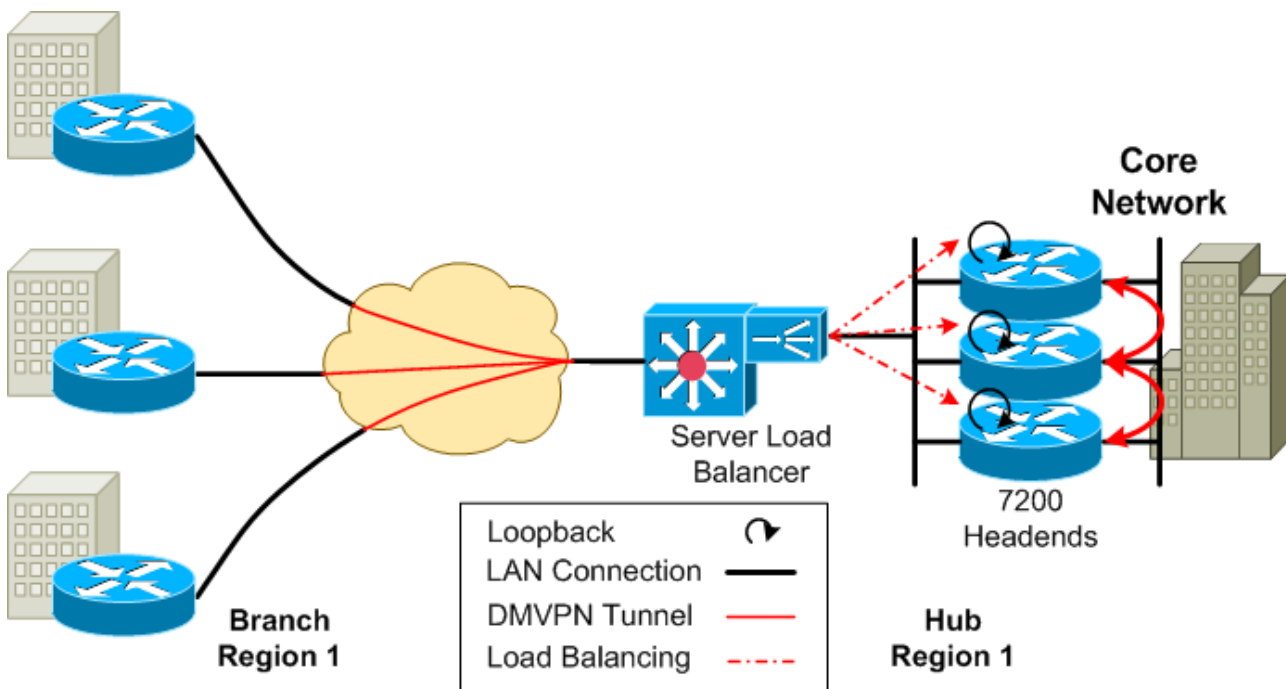 Core
Network
Server Load
Balancer
7200
Headends
Branch
Region 1
Loopback
LAN Connection
DMVPN Tunnel
Load Balancing
Hub
Region 1